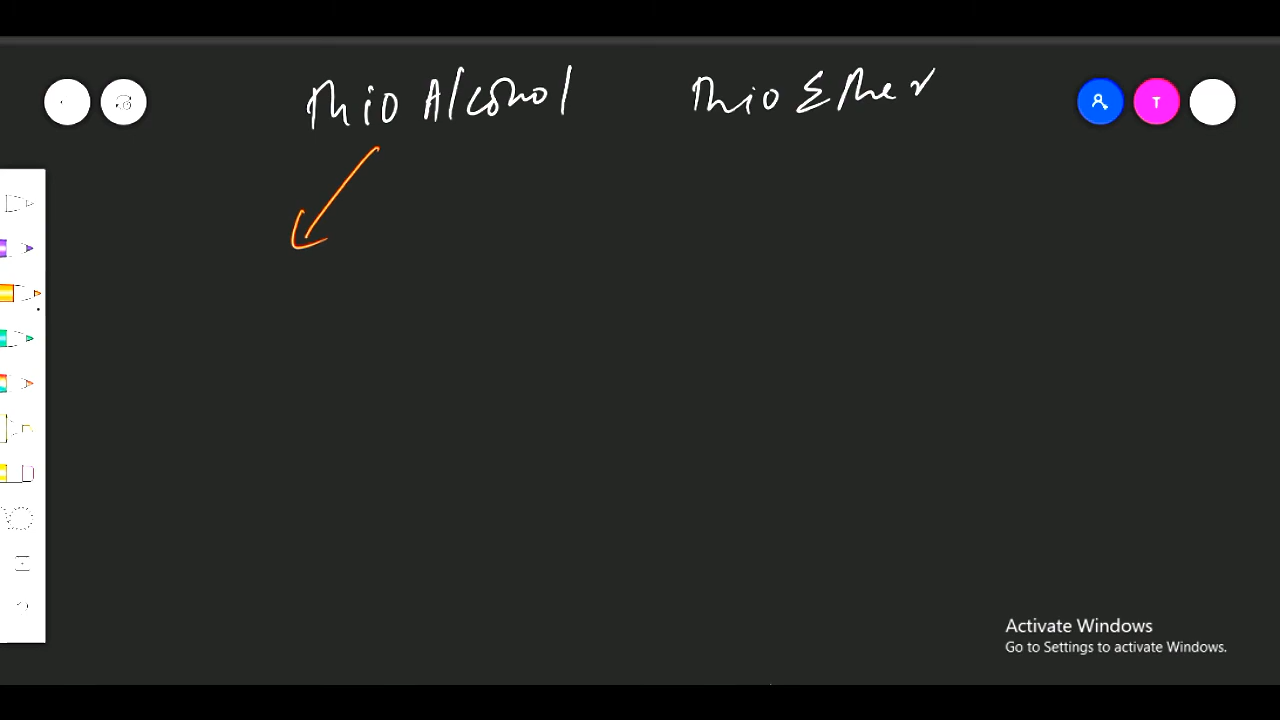 Thio Alcohol Thio Ether
T
Activate Windows
Go to Settings to activate Windows.